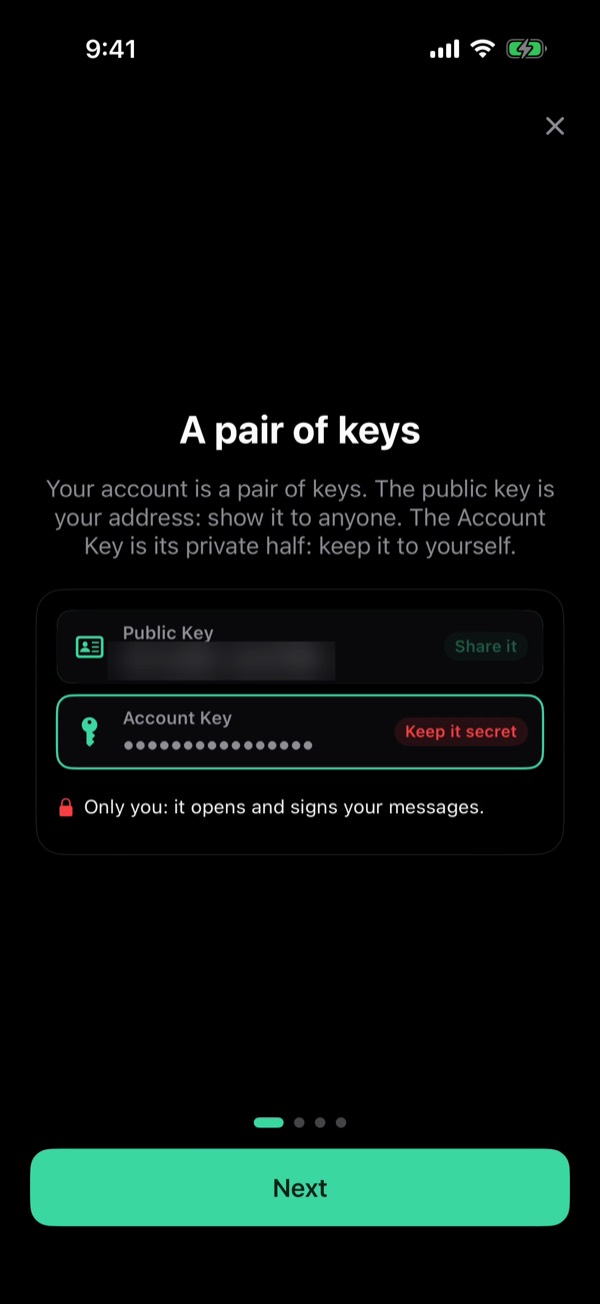 9:41
A pair of keys
Your account is a pair of keys. The public key is
your address: show it to anyone. The Account
Key is its private half: keep it to yourself.
Public Key
Share it
Account Key
••••••••••••••••
Keep it secret
Only you: it opens and signs your messages.
Next